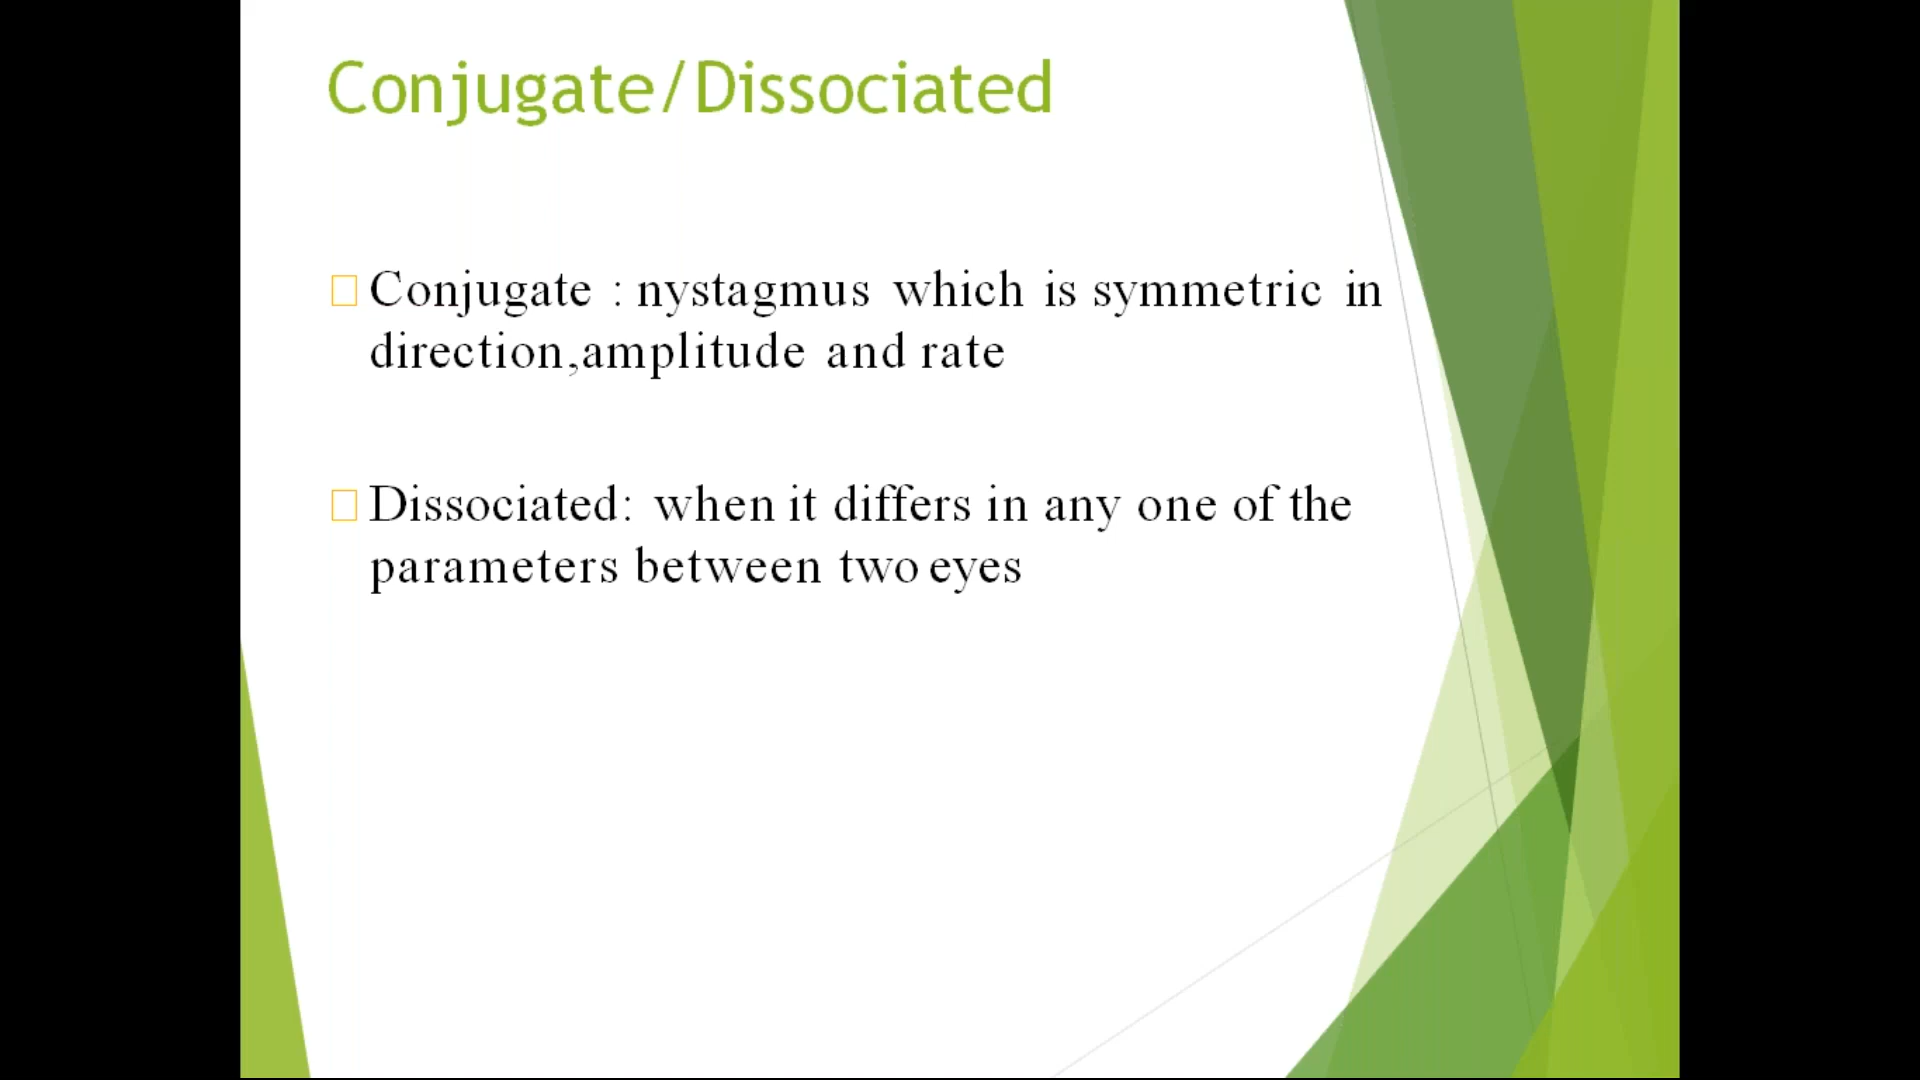 Conjugate/Dissociated
Conjugate : nystagmus which is symmetric in
direction,amplitude and rate
Dissociated: when it differs in any one of the
parameters between two eyes